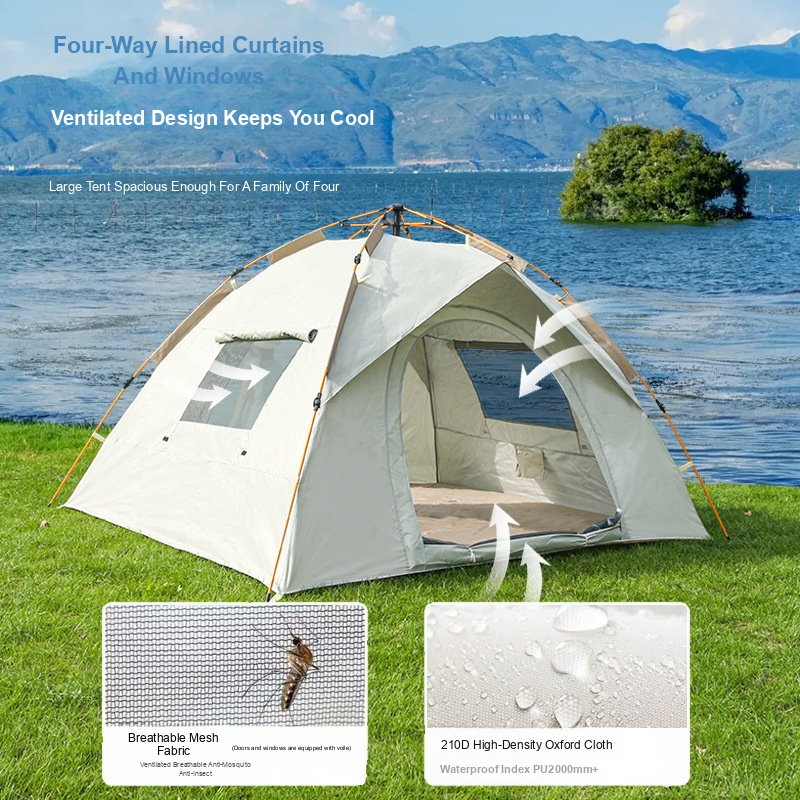 Four-Way Lined Curtains
And Windows
Ventilated Design Keeps You Cool
Large Tent Spacious Enough For A Family Of Four
Breathable Mesh
Fabric
(Doors and windows are equipped with voile)
Ventilated Breathable Anti-Mosquito
Anti-Insect
210D High-Density Oxford Cloth
Waterproof Index PU2000mm+